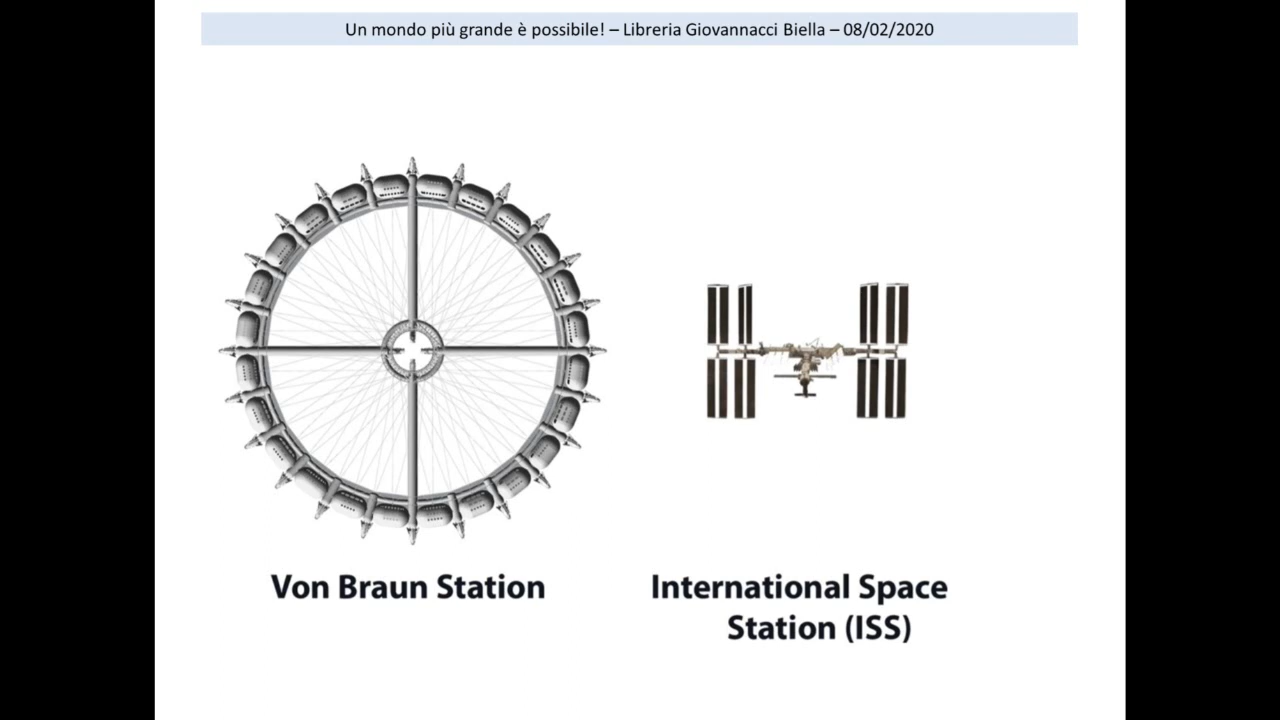 Un mondo più grande è possibile! – Libreria Giovannacci Biella – 08/02/2020
Von Braun Station
International Space
Station (ISS)